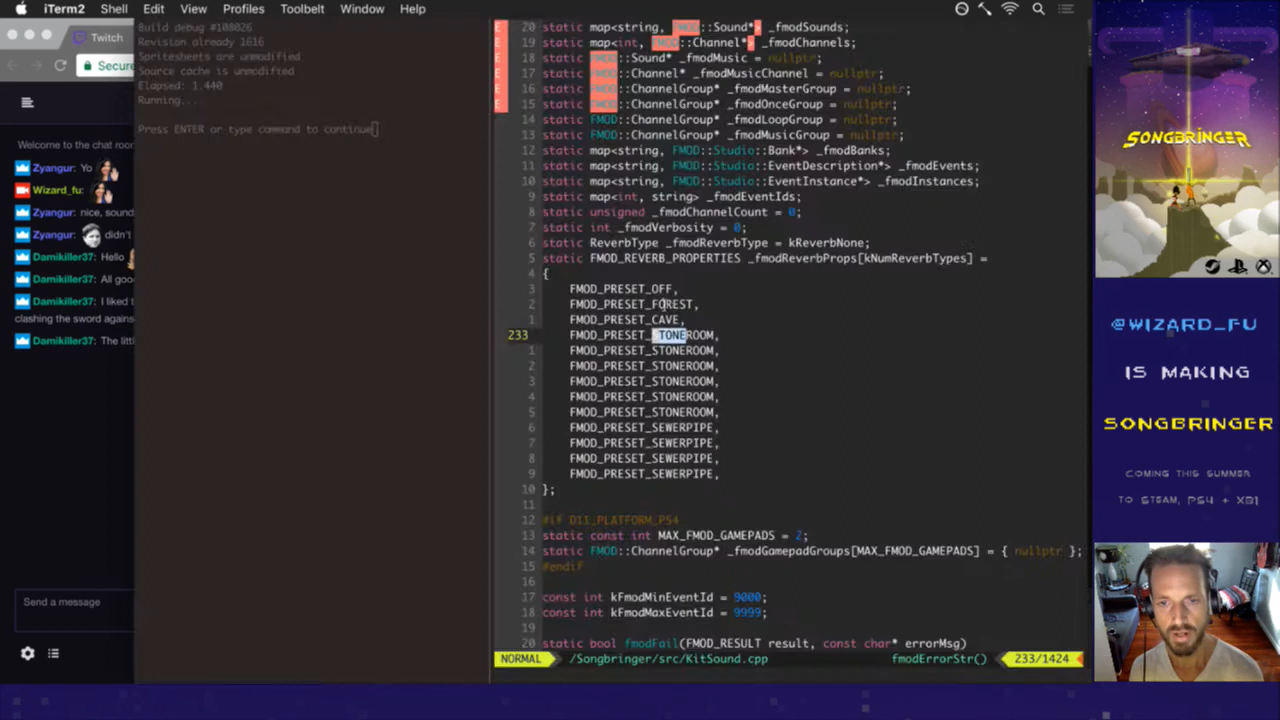 iTerm2 Shell Edit View Profiles Toolbelt Window Help
Twitch
Secure
Welcome to the chat roo
Zyangur: Yo
Wizard_fu:
Zyangur: nice, sound
Zyangur: didn't
Damikiller37: Hello
Damikiller37: All good
Damikiller37: I liked t
clashing the sword against
Damikiller37: The littl
Send a message
Build debug #108026
Revision already 1616
Spritesheets are unmodified
Source cache is unmodified
Elapsed: 1.440
Running...
Press ENTER or type command to continue
E 20 static map<string, FMOD::Sound*> _fmodSounds;
E 19 static map<int, FMOD::Channel*> _fmodChannels;
E 18 static FMOD::Sound* _fmodMusic = nullptr;
E 17 static FMOD::Channel* _fmodMusicChannel = nullptr;
E 16 static FMOD::ChannelGroup* _fmodMasterGroup = nullptr;
E 15 static FMOD::ChannelGroup* _fmodOnceGroup = nullptr;
14 static FMOD::ChannelGroup* _fmodLoopGroup = nullptr;
13 static FMOD::ChannelGroup* _fmodMusicGroup = nullptr;
12 static map<string, FMOD::Studio::Bank*> _fmodBanks;
11 static map<string, FMOD::Studio::EventDescription*> _fmodEvents;
10 static map<string, FMOD::Studio::EventInstance*> _fmodInstances;
9 static map<int, string> _fmodEventIds;
8 static unsigned _fmodChannelCount = 0;
7 static int _fmodVerbosity = 0;
6 static ReverbType _fmodReverbType = kReverbNone;
5 static FMOD_REVERB_PROPERTIES _fmodReverbProps[kNumReverbTypes] =
4 {
3 FMOD_PRESET_OFF,
2 FMOD_PRESET_FOREST,
1 FMOD_PRESET_CAVE,
233 FMOD_PRESET_STONEROOM,
1 FMOD_PRESET_STONEROOM,
2 FMOD_PRESET_STONEROOM,
3 FMOD_PRESET_STONEROOM,
4 FMOD_PRESET_STONEROOM,
5 FMOD_PRESET_STONEROOM,
6 FMOD_PRESET_SEWERPIPE,
7 FMOD_PRESET_SEWERPIPE,
8 FMOD_PRESET_SEWERPIPE,
9 FMOD_PRESET_SEWERPIPE,
10 };
11
12 #if D11_PLATFORM_PS4
13 static const int MAX_FMOD_GAMEPADS = 2;
14 static FMOD::ChannelGroup* _fmodGamepadGroups[MAX_FMOD_GAMEPADS] = { nullptr };
15 #endif
16
17 const int kFmodMinEventId = 9000;
18 const int kFmodMaxEventId = 9999;
19
20 static bool fmodFail(FMOD_RESULT result, const char* errorMsg)
NORMAL /Songbringer/src/KitSound.cpp fmodErrorStr() 233/1424
SONGBRINGER
@WIZARD_FU
IS MAKING
SONGBRINGER
COMING THIS SUMMER
TO STEAM, PS4 + XB1